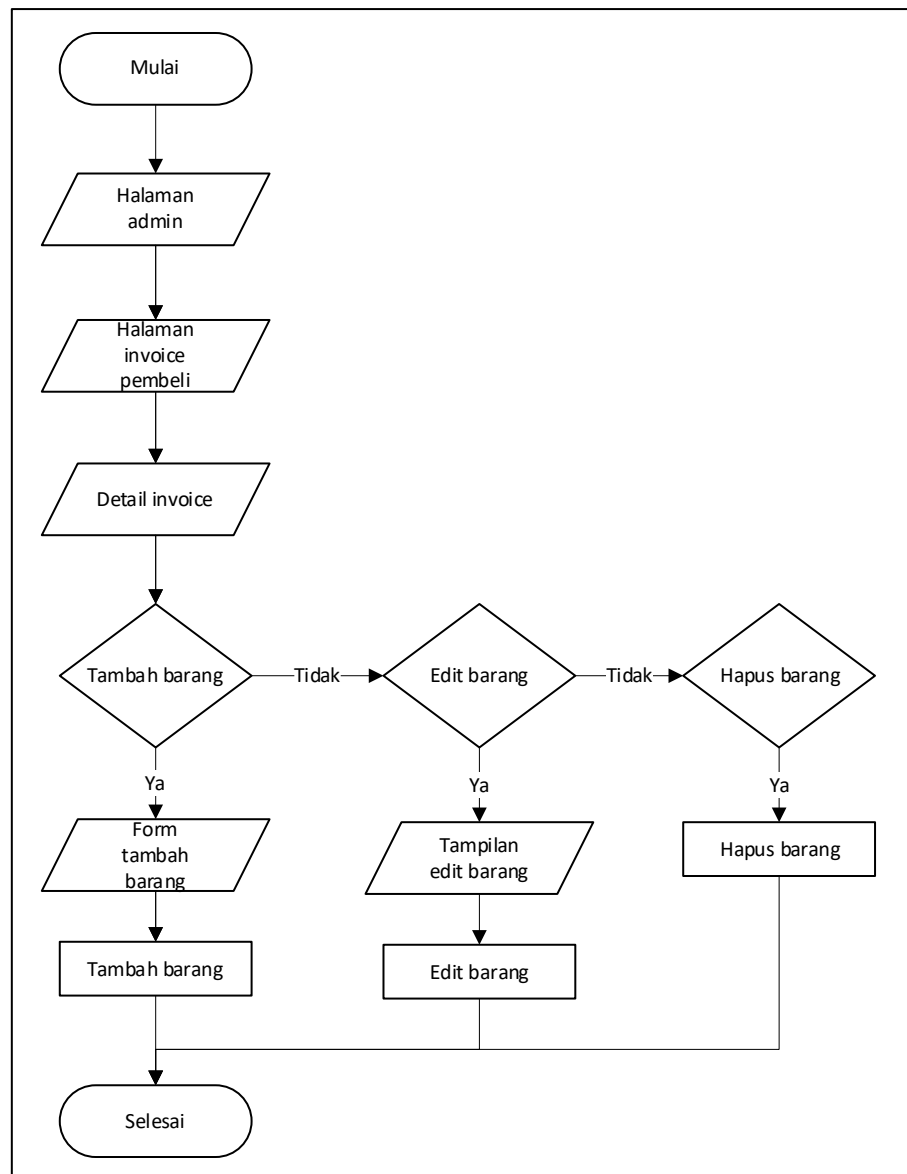 Mulai
Halaman
admin
Halaman
invoice
pembeli
Detail invoice
Tambah barang
Tidak
Edit barang
Tidak
Hapus barang
Ya
Ya
Ya
Form
tambah
barang
Tampilan
edit barang
Hapus barang
Tambah barang
Edit barang
Selesai